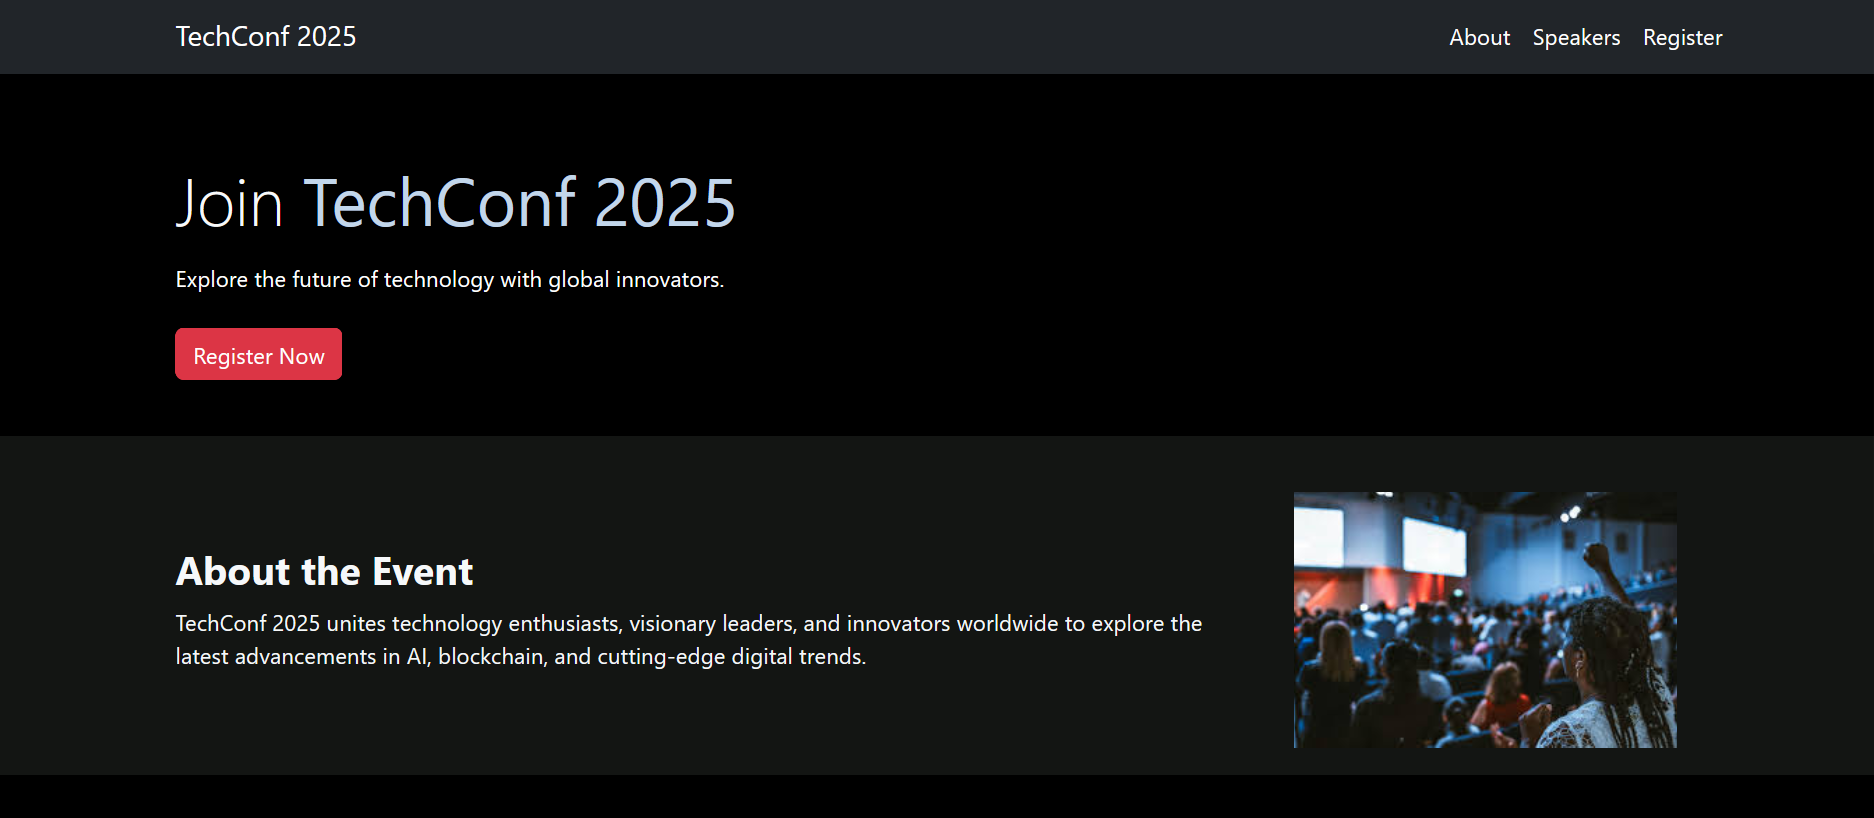 TechConf 2025
About Speakers Register
Join TechConf 2025
Explore the future of technology with global innovators.
Register Now
About the Event
TechConf 2025 unites technology enthusiasts, visionary leaders, and innovators worldwide to explore the
latest advancements in AI, blockchain, and cutting-edge digital trends.